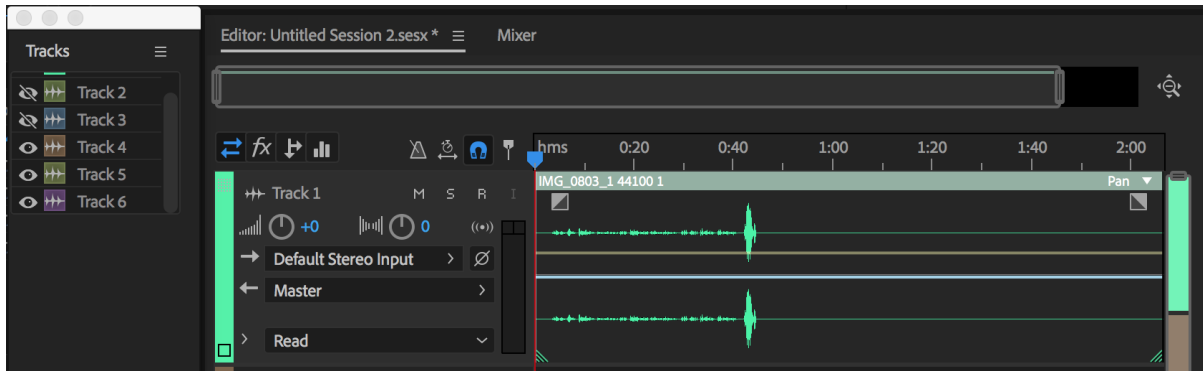 Tracks
Track 2
Track 3
Track 4
Track 5
Track 6
Editor: Untitled Session 2.sesx *
Mixer
fx
hms 0:20 0:40 1:00 1:20 1:40 2:00
Track 1 M S R I
+0 0
Default Stereo Input
Master
Read
IMG_0803_1 44100 1 Pan